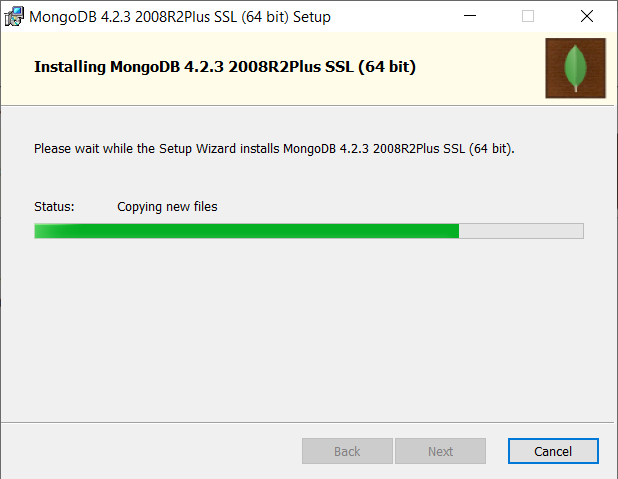 MongoDB 4.2.3 2008R2Plus SSL (64 bit) Setup
Installing MongoDB 4.2.3 2008R2Plus SSL (64 bit)
Please wait while the Setup Wizard installs MongoDB 4.2.3 2008R2Plus SSL (64 bit).
Status: Copying new files
Back Next Cancel